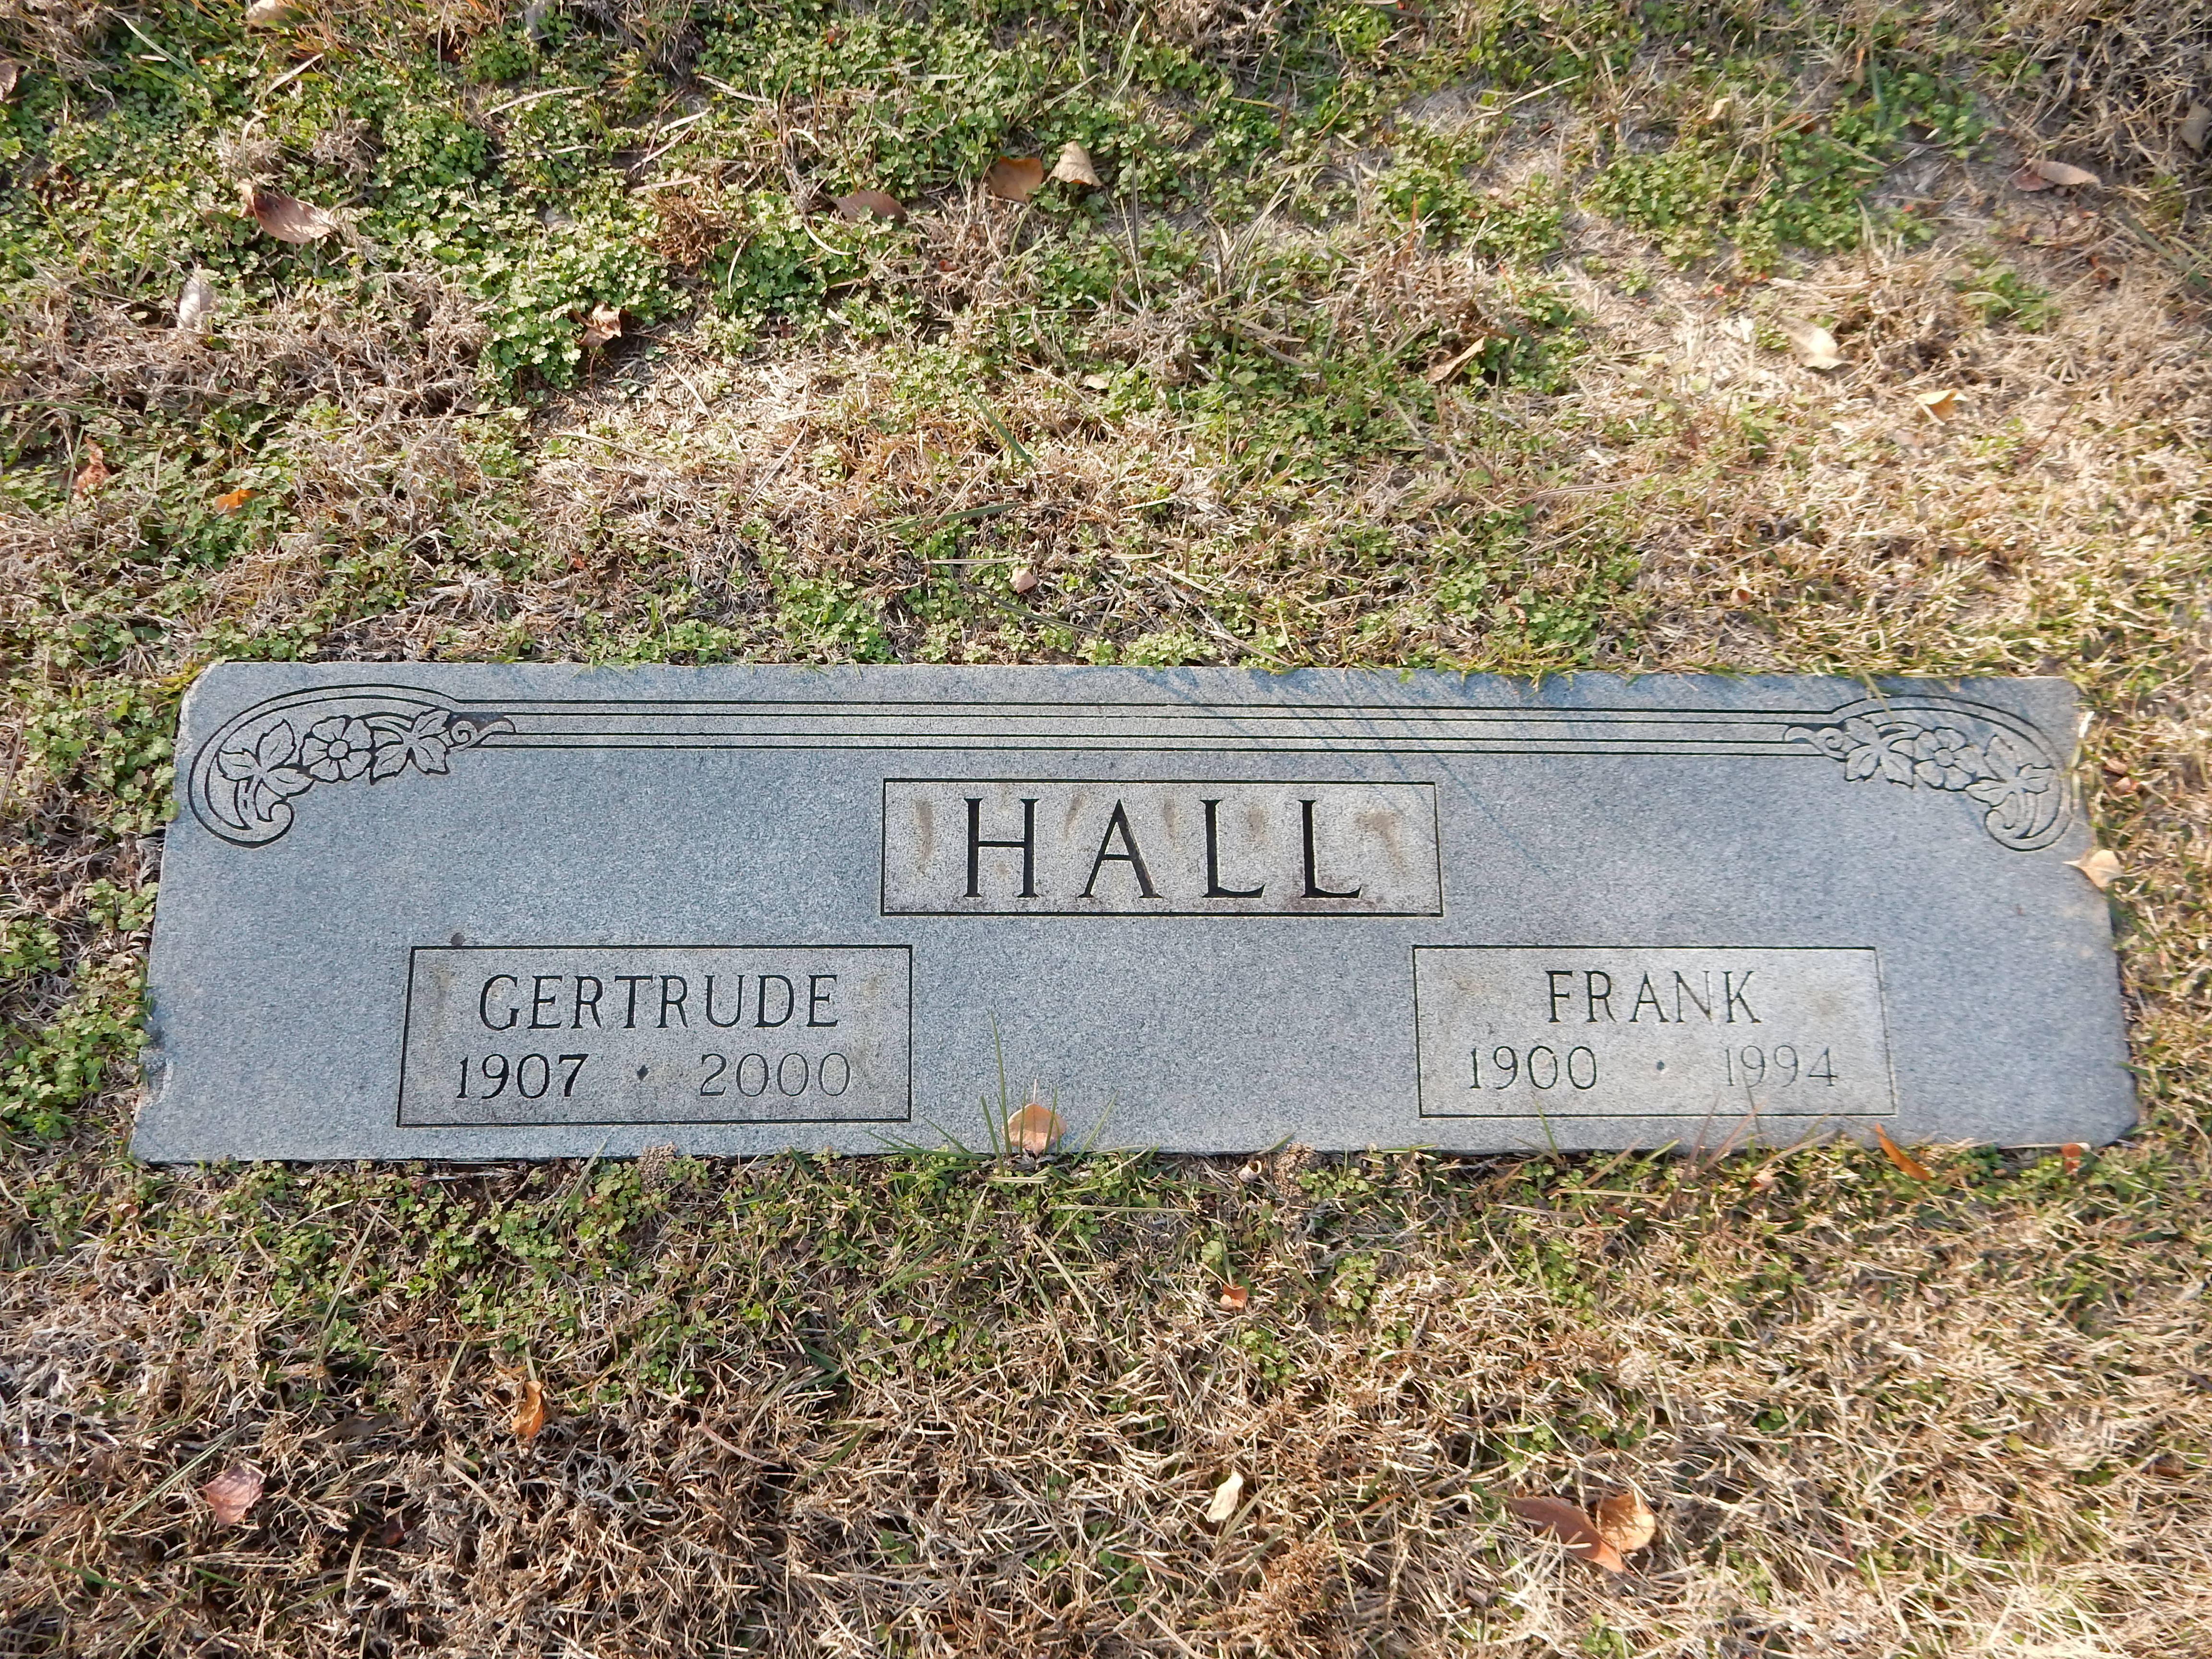 HALL
GERTRUDE
1907 · 2000
FRANK
1900 · 1994